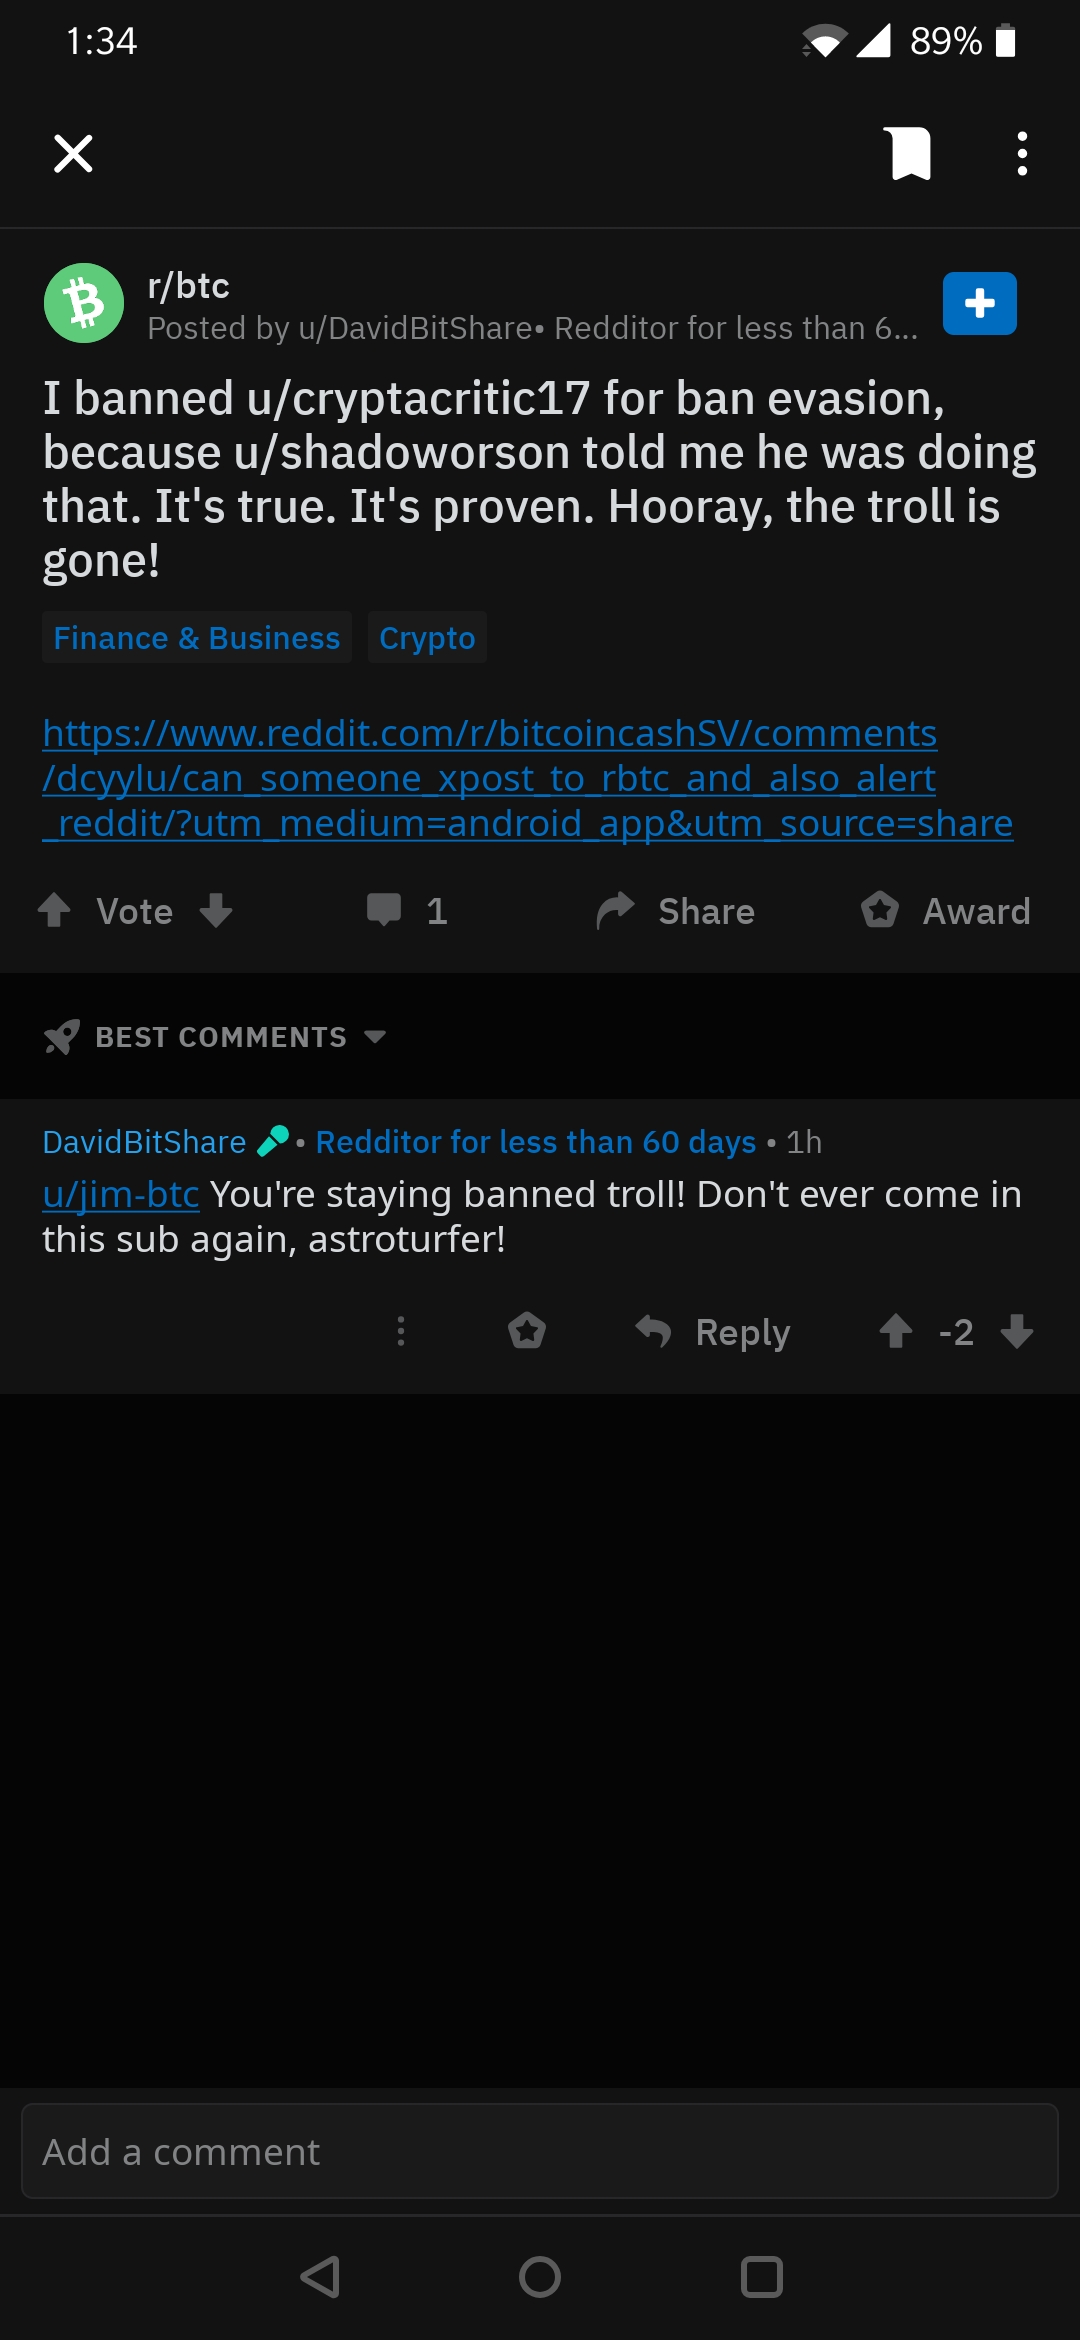 1:34
89%
r/btc
Posted by u/DavidBitShare• Redditor for less than 6...
I banned u/cryptacritic17 for ban evasion,
because u/shadoworson told me he was doing
that. It's true. It's proven. Hooray, the troll is
gone!
Finance & Business
Crypto
https://www.reddit.com/r/bitcoincashSV/comments
/dcyylu/can_someone_xpost_to_rbtc_and_also_alert
_reddit/?utm_medium=android_app&utm_source=share
Vote
1
Share
Award
BEST COMMENTS
DavidBitShare • Redditor for less than 60 days • 1h
u/jim-btc You're staying banned troll! Don't ever come in
this sub again, astroturfer!
Reply
-2
Add a comment